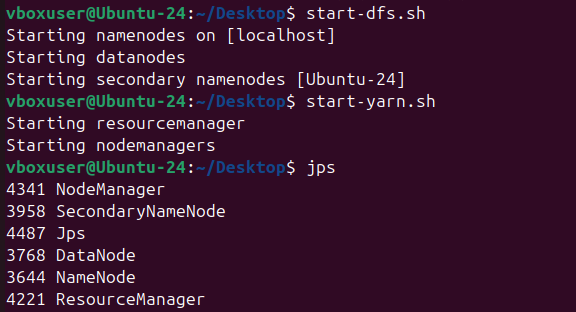 vboxuser@Ubuntu-24:~/Desktop$ start-dfs.sh
Starting namenodes on [localhost]
Starting datanodes
Starting secondary namenodes [Ubuntu-24]
vboxuser@Ubuntu-24:~/Desktop$ start-yarn.sh
Starting resourcemanager
Starting nodemanagers
vboxuser@Ubuntu-24:~/Desktop$ jps
4341 NodeManager
3958 SecondaryNameNode
4487 Jps
3768 DataNode
3644 NameNode
4221 ResourceManager